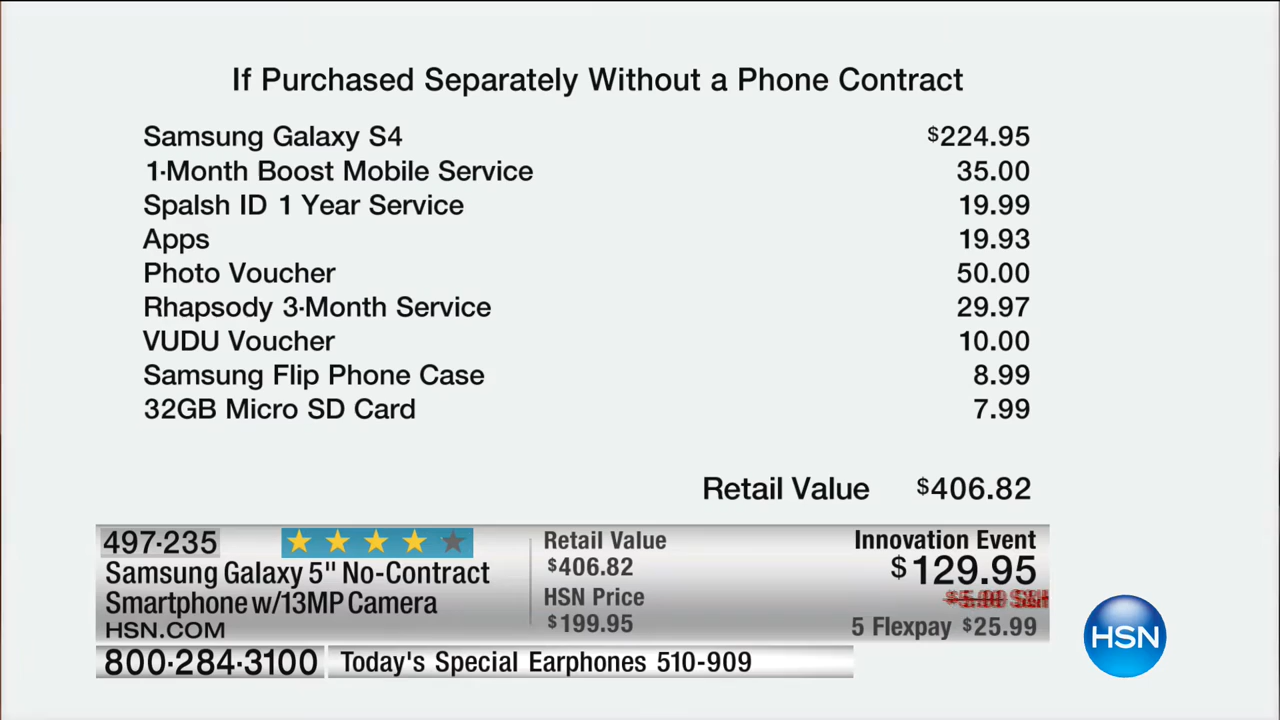 If Purchased Separately Without a Phone Contract
Samsung Galaxy S4 $224.95
1-Month Boost Mobile Service 35.00
Spalsh ID 1 Year Service 19.99
Apps 19.93
Photo Voucher 50.00
Rhapsody 3-Month Service 29.97
VUDU Voucher 10.00
Samsung Flip Phone Case 8.99
32GB Micro SD Card 7.99
Retail Value $406.82
497-235
Samsung Galaxy 5" No-Contract
Smartphone w/13MP Camera
HSN.COM
Retail Value
$406.82
HSN Price
$199.95
Innovation Event
$129.95
5 Flexpay $25.99
HSN
800-284-3100
Today's Special Earphones 510-909